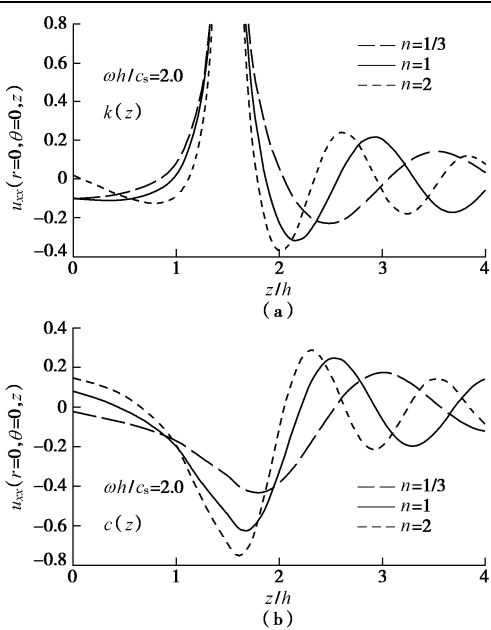 0.8
0.6
0.4
0.2
0
−0.2
−0.4
u_xx(r=0,θ=0,z)
ωh/c_s=2.0
k(z)
n=1/3
n=1
n=2
0 1 2 3 4
z/h
(a)
0.4
0.2
0
−0.2
−0.4
−0.6
−0.8
u_xx(r=0,θ=0,z)
ωh/c_s=2.0
c(z)
n=1/3
n=1
n=2
0 1 2 3 4
z/h
(b)